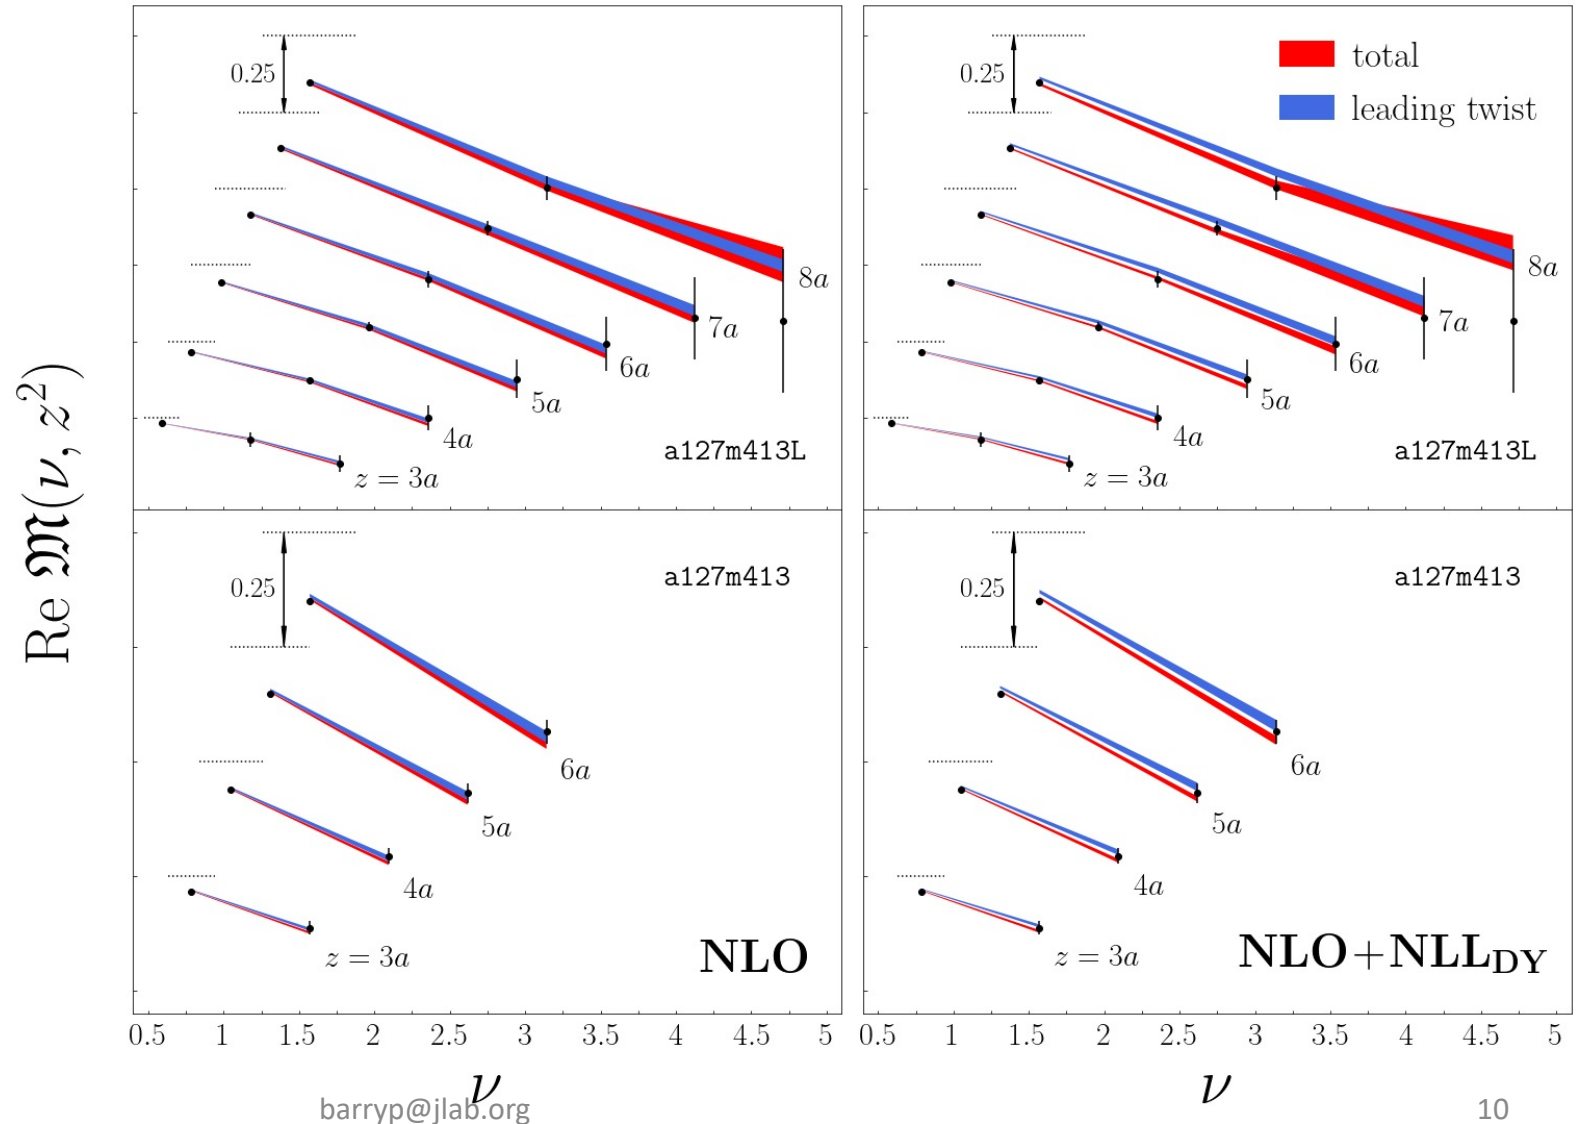 Re 𝔐(ν, z²)
0.25
8a
7a
6a
5a
4a
z = 3a
a127m413L
0.25
total
leading twist
8a
7a
6a
5a
4a
z = 3a
a127m413L
0.25
a127m413
6a
5a
4a
z = 3a
NLO
0.25
a127m413
6a
5a
4a
z = 3a
NLO+NLL_DY
0.5 1 1.5 2 2.5 3 3.5 4 4.5 5
0.5 1 1.5 2 2.5 3 3.5 4 4.5 5
ν
ν
barryp@jlab.org
10